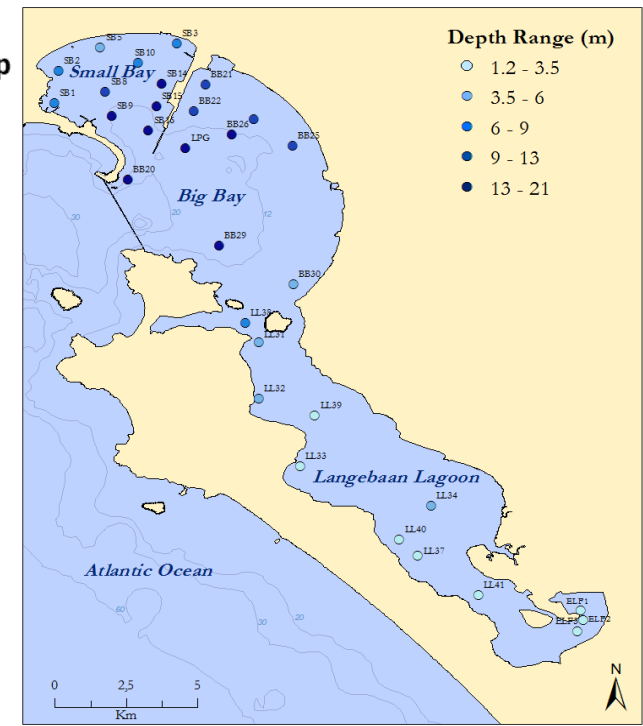 p
Depth Range (m)
1.2 - 3.5
3.5 - 6
6 - 9
9 - 13
13 - 21
SB3
SB5
SB10
SB2
Small Bay
SB14
BB21
SB8
SB1
SB15
SB9
BB22
SB16
BB26
LPG
BB25
BB20
Big Bay
30
20
12
BB29
BB30
LL38
LL31
LL32
LL39
LL33
Langebaan Lagoon
LL34
LL40
LL37
Atlantic Ocean
LL41
ELF1
60
30
20
ELF3
ELF2
N
0
2,5
5
Km